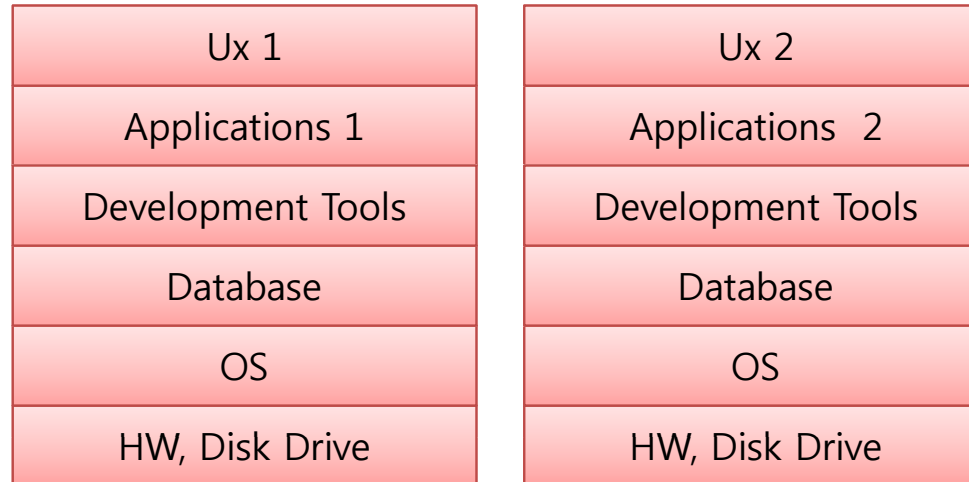 Ux 1
Applications 1
Development Tools
Database
OS
HW, Disk Drive
Ux 2
Applications  2
Development Tools
Database
OS
HW, Disk Drive